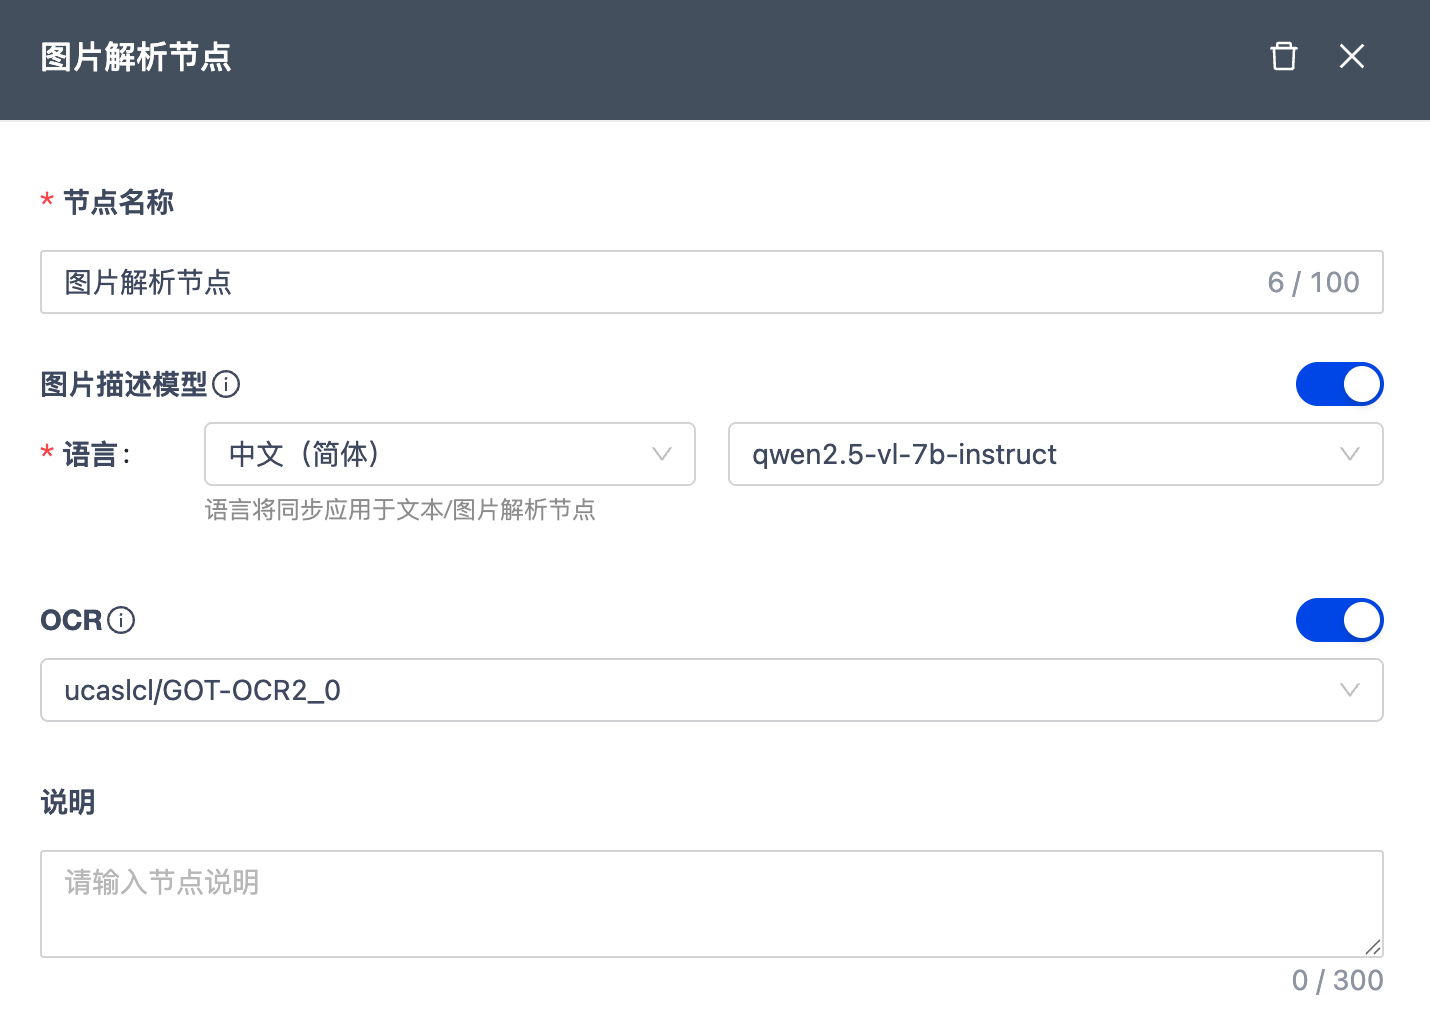 图片解析节点
* 节点名称
图片解析节点 6 / 100
图片描述模型
* 语言： 中文（简体） qwen2.5-vl-7b-instruct
语言将同步应用于文本/图片解析节点
OCR
ucaslcl/GOT-OCR2_0
说明
请输入节点说明
0 / 300